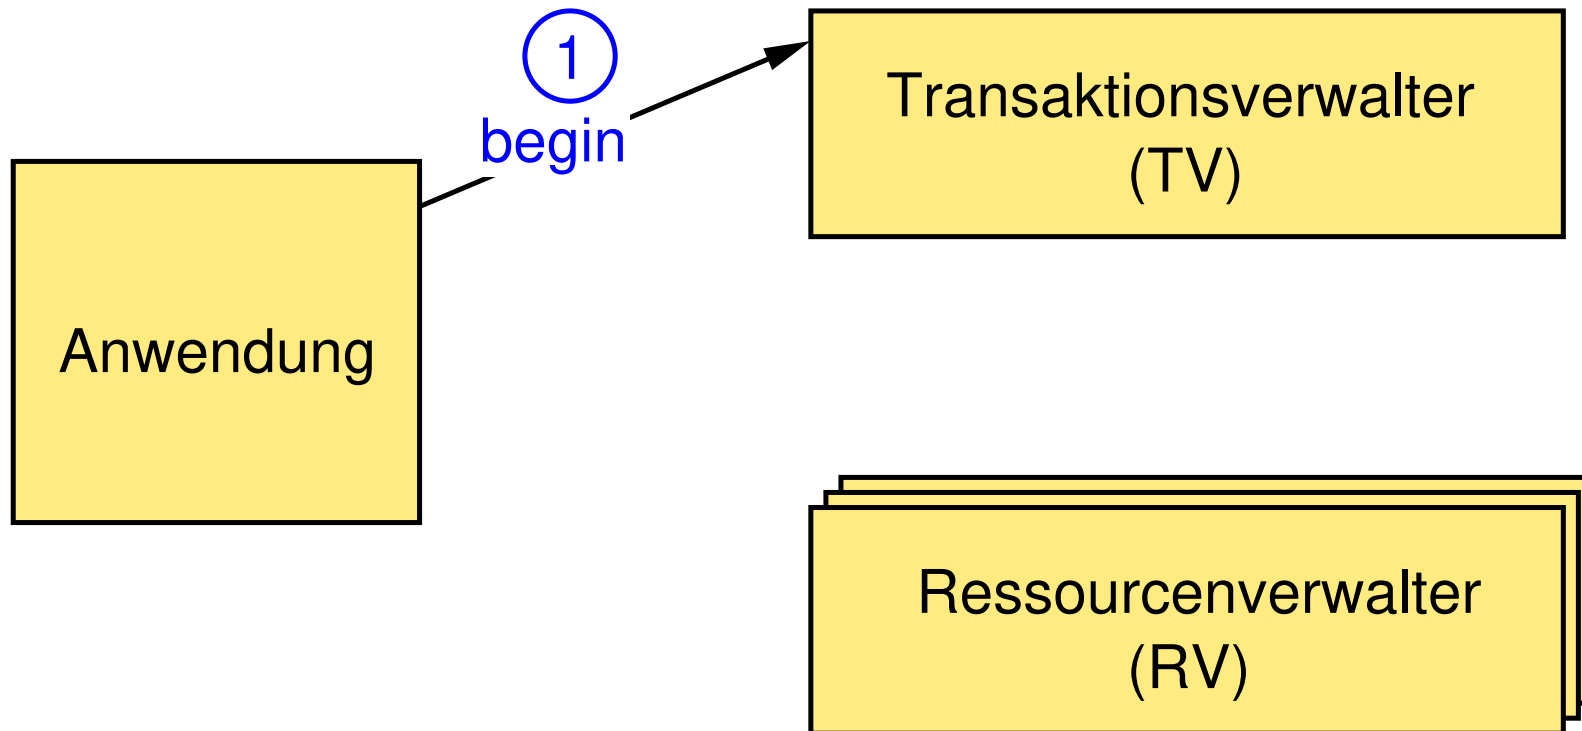 1
begin
Transaktionsverwalter
(TV)
Anwendung
Ressourcenverwalter
(RV)